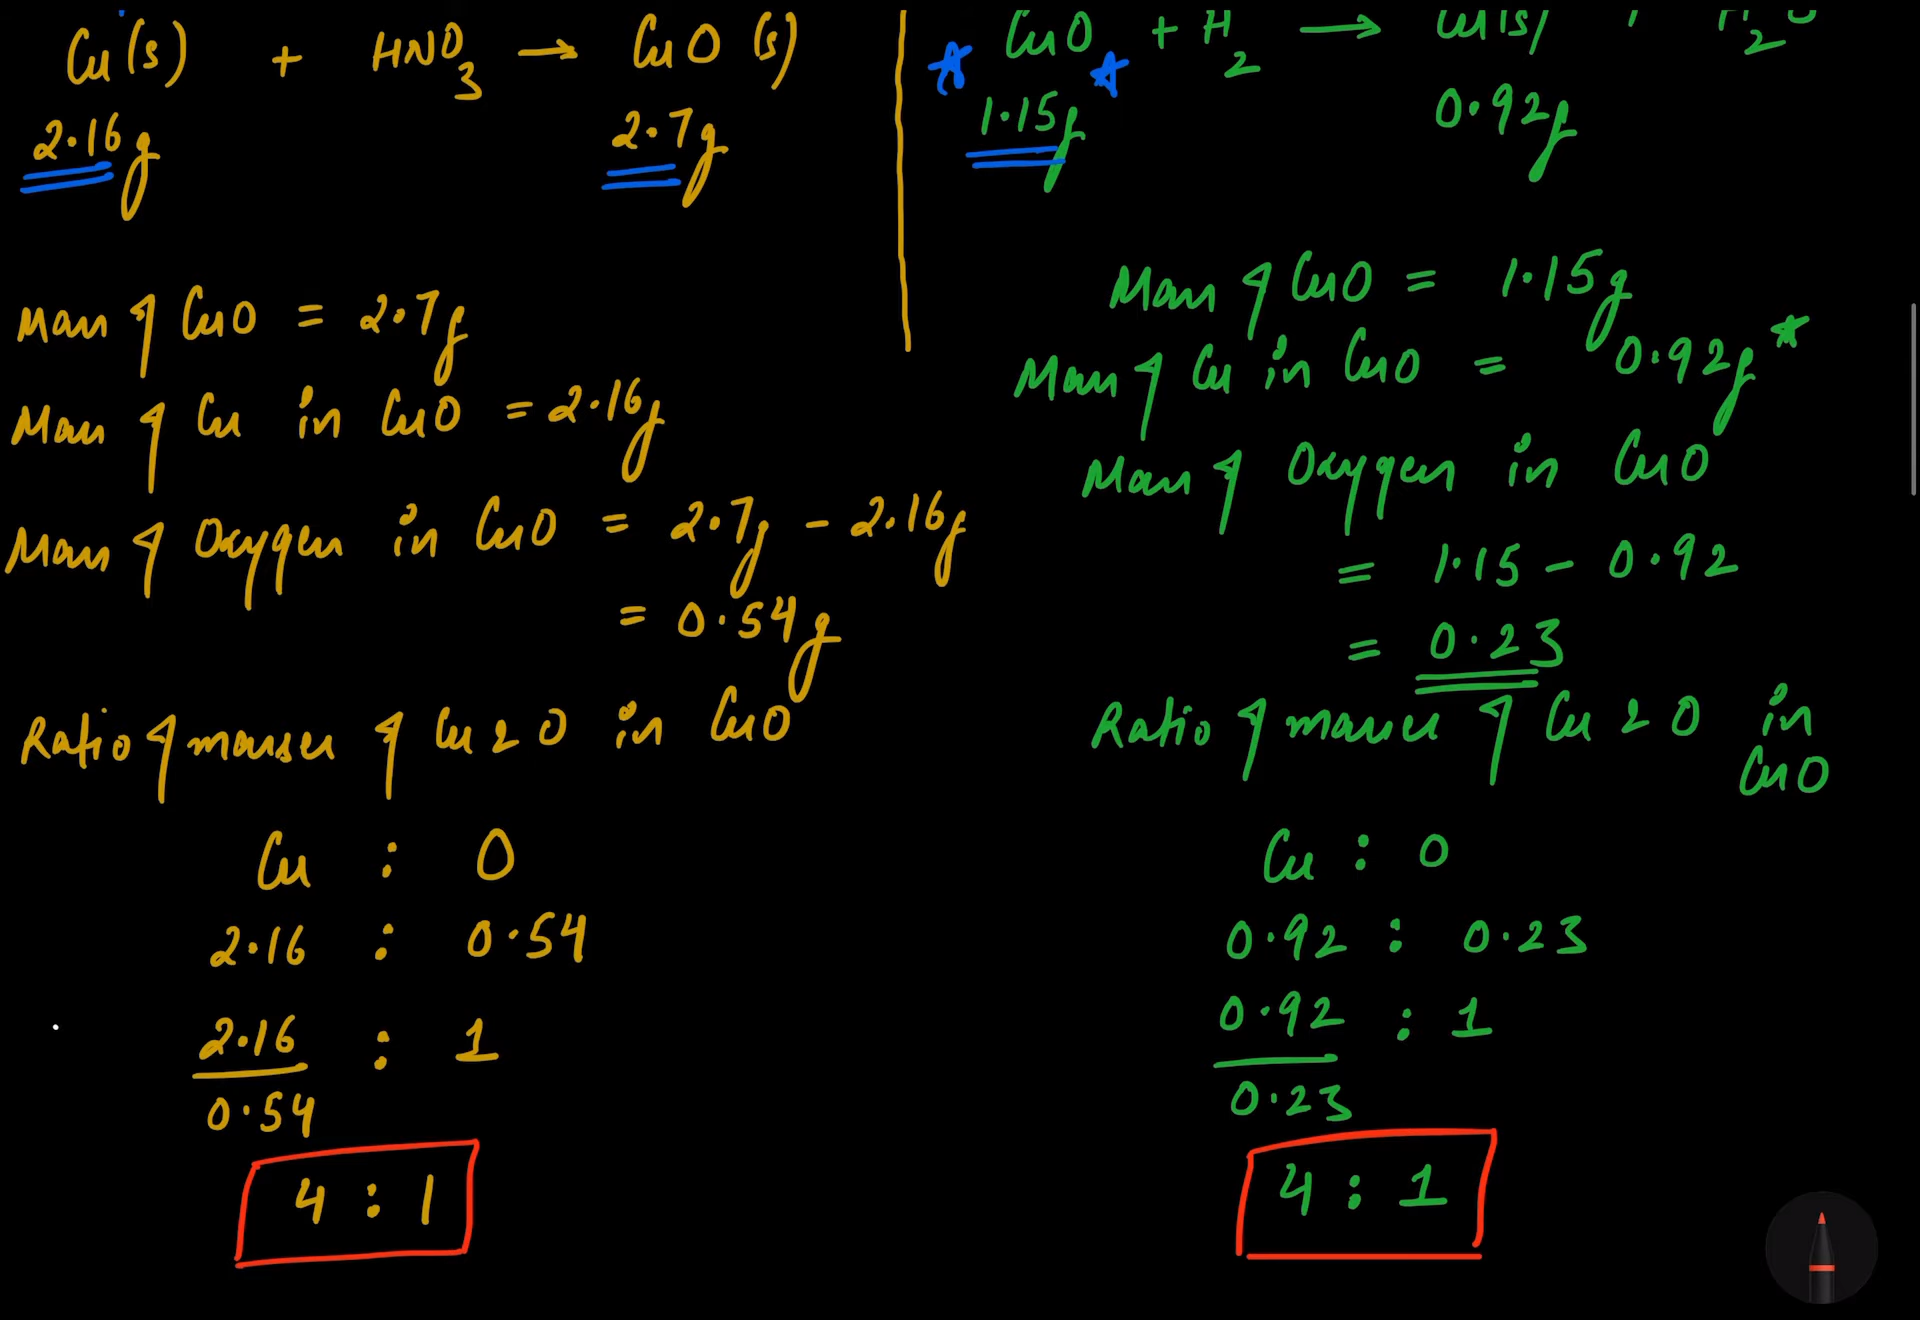 Cu(s) + HNO3 → CuO (s)
2.16g 2.7g
Mass of CuO = 2.7g
Mass of Cu in CuO = 2.16g
Mass of Oxygen in CuO = 2.7g - 2.16g
= 0.54g
Ratio of masses of Cu & O in CuO
Cu : O
2.16 : 0.54
2.16 : 1
0.54
4 : 1
CuO + H2 → Cu(s) + H2O
1.15g 0.92g
Mass of CuO = 1.15g
Mass of Cu in CuO = 0.92g
Mass of Oxygen in CuO
= 1.15 - 0.92
= 0.23
Ratio of masses of Cu & O in
CuO
Cu : O
0.92 : 0.23
0.92 : 1
0.23
4 : 1